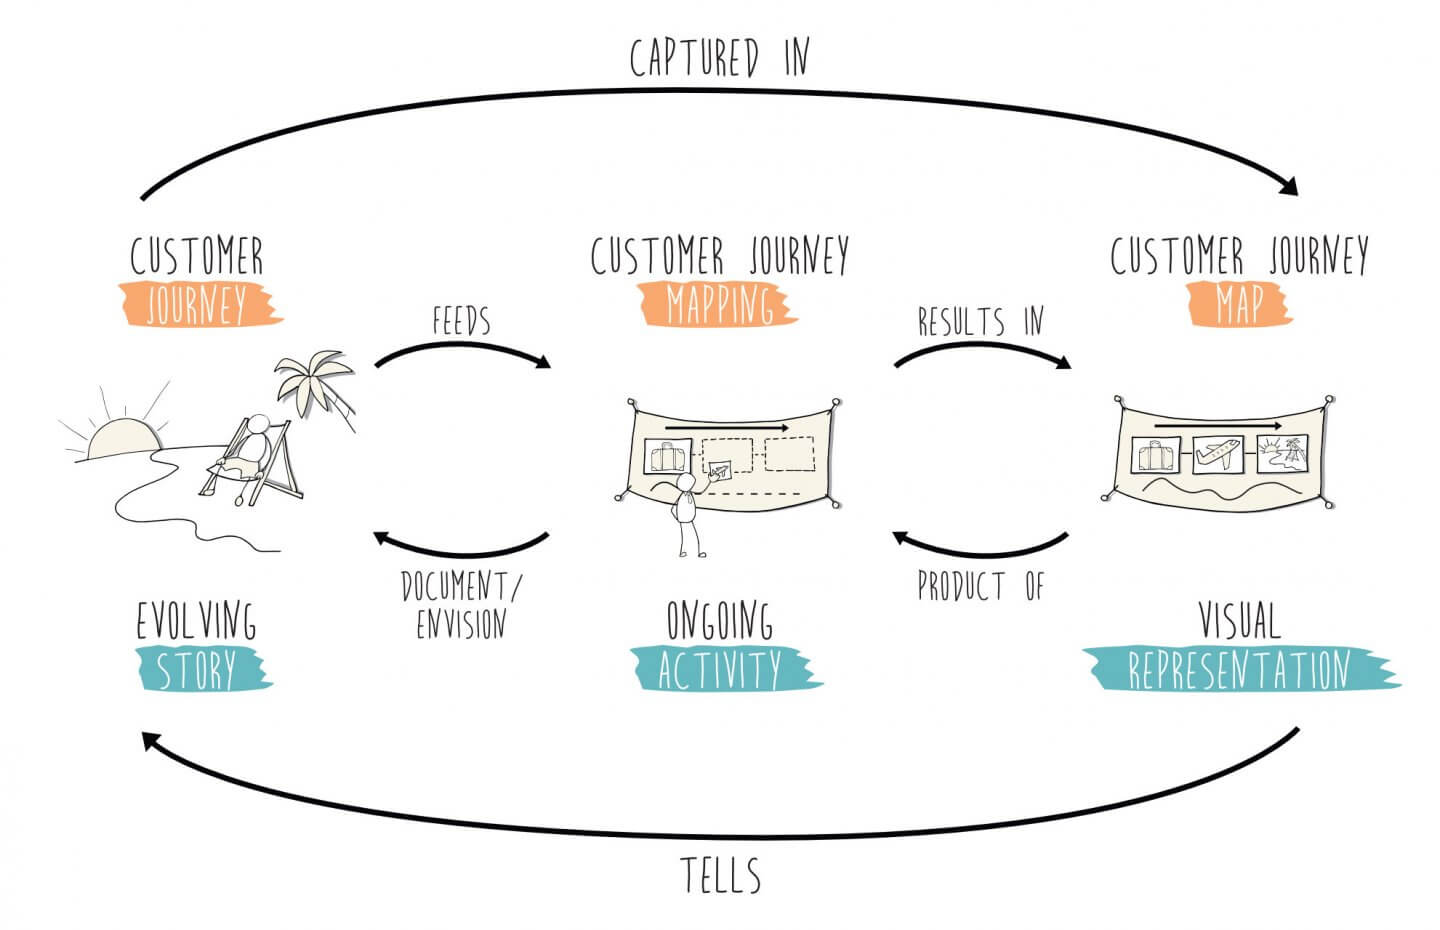 CAPTURED IN
CUSTOMER
JOURNEY
CUSTOMER JOURNEY
MAPPING
CUSTOMER JOURNEY
MAP
FEEDS
RESULTS IN
DOCUMENT/
ENVISION
PRODUCT OF
EVOLVING
STORY
ONGOING
ACTIVITY
VISUAL
REPRESENTATION
TELLS